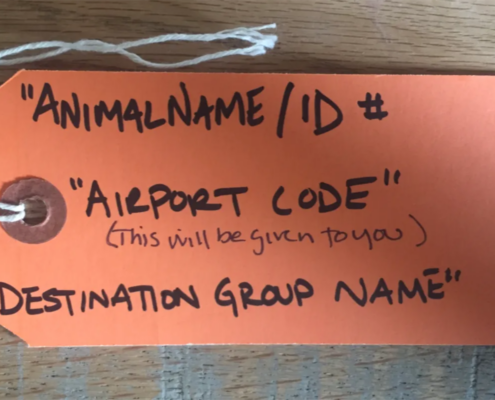 "ANIMALNAME/ID #
"AIRPORT CODE"
(This will be given to you)
DESTINATION GROUP NAME"